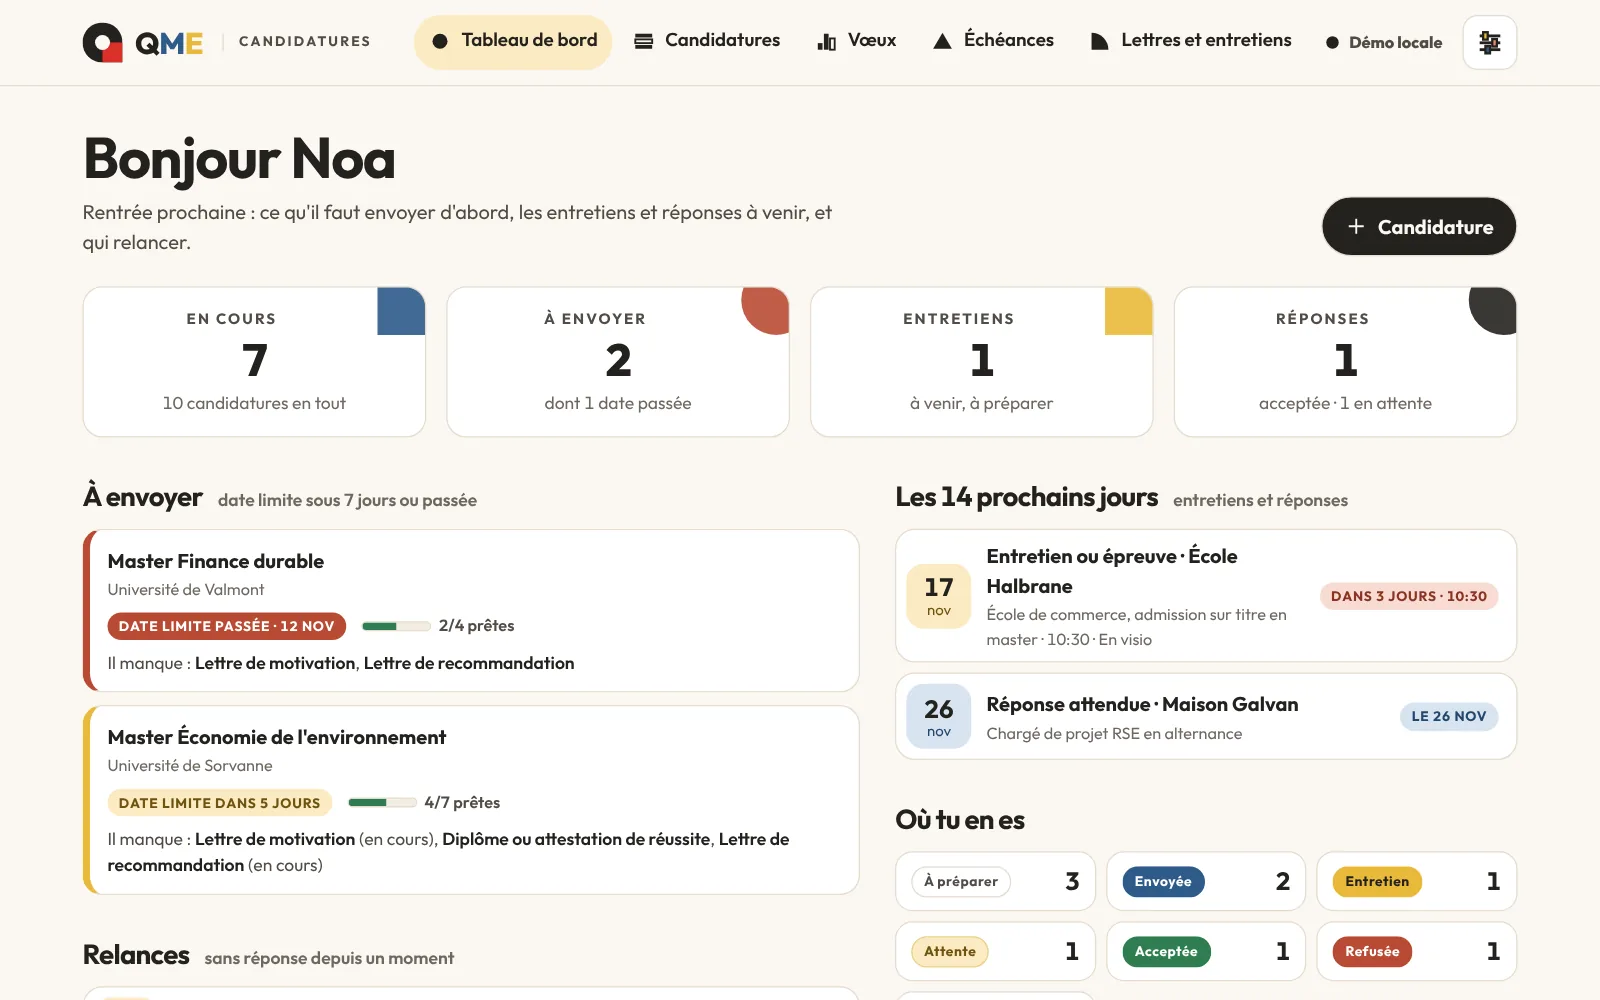 QME CANDIDATURES Tableau de bord Candidatures Vœux Échéances Lettres et entretiens Démo locale
Bonjour Noa
Rentrée prochaine : ce qu'il faut envoyer d'abord, les entretiens et réponses à venir, et
qui relancer.
+ Candidature
EN COURS
7
10 candidatures en tout
À ENVOYER
2
dont 1 date passée
ENTRETIENS
1
à venir, à préparer
RÉPONSES
1
acceptée · 1 en attente
À envoyer date limite sous 7 jours ou passée
Master Finance durable
Université de Valmont
DATE LIMITE PASSÉE · 12 NOV 2/4 prêtes
Il manque : Lettre de motivation, Lettre de recommandation
Master Économie de l'environnement
Université de Sorvanne
DATE LIMITE DANS 5 JOURS 4/7 prêtes
Il manque : Lettre de motivation (en cours), Diplôme ou attestation de réussite, Lettre de
recommandation (en cours)
Relances sans réponse depuis un moment
Les 14 prochains jours entretiens et réponses
17
nov
Entretien ou épreuve · École
Halbrane
École de commerce, admission sur titre en
master · 10:30 · En visio
DANS 3 JOURS · 10:30
26
nov
Réponse attendue · Maison Galvan
Chargé de projet RSE en alternance
LE 26 NOV
Où tu en es
À préparer 3
Envoyée 2
Entretien 1
Attente 1
Acceptée 1
Refusée 1